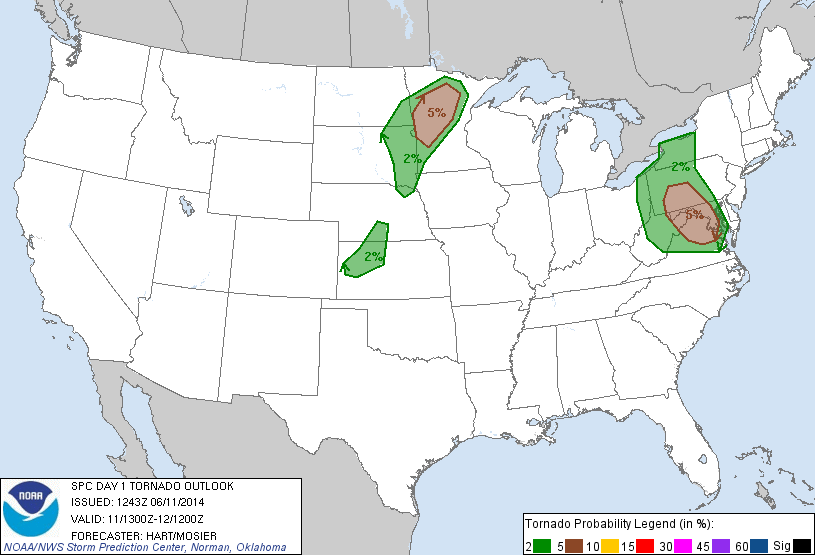 5%
2%
2%
5%
2%
NOAA
SPC DAY 1 TORNADO OUTLOOK
ISSUED: 1243Z 06/11/2014
VALID: 11/1300Z-12/1200Z
FORECASTER: HART/MOSIER
NOAA/NWS Storm Prediction Center, Norman, Oklahoma
Tornado Probability Legend (in %):
2 5 10 15 30 45 60 Sig